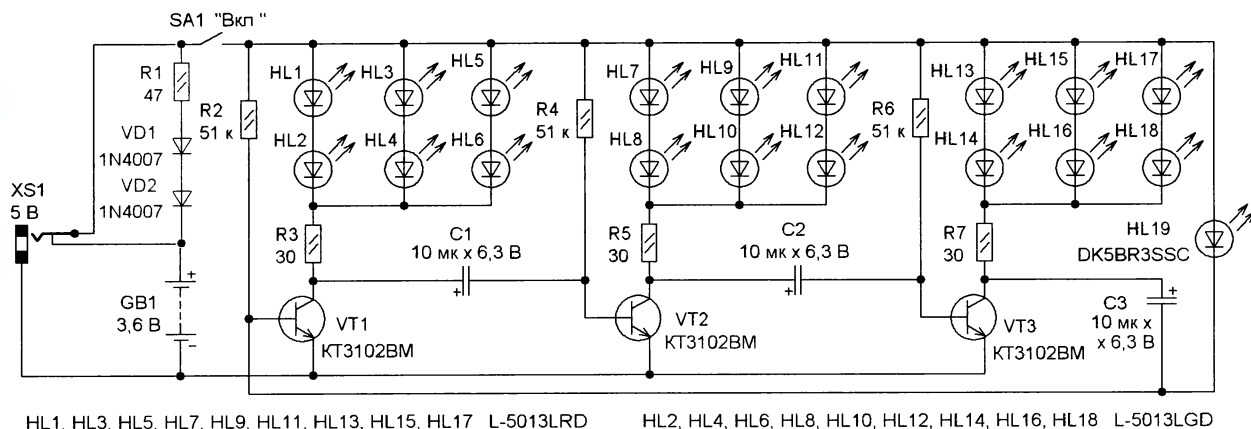 SA1 "Вкл "
R1
47
VD1
1N4007
VD2
1N4007
XS1
5 В
GB1
3,6 В
+
−
R2
51 к
HL1
HL3
HL5
HL2
HL4
HL6
R3
30
C1
10 мк х 6,3 В
+
VT1
КТ3102ВМ
R4
51 к
HL7
HL9
HL11
HL8
HL10
HL12
R5
30
C2
10 мк х 6,3 В
+
VT2
КТ3102ВМ
R6
51 к
HL13
HL15
HL17
HL14
HL16
HL18
R7
30
VT3
КТ3102ВМ
HL19
DK5BR3SSC
C3
10 мк х
х 6,3 В
+
HL1, HL3, HL5, HL7, HL9, HL11, HL13, HL15, HL17 L-5013LRD
HL2, HL4, HL6, HL8, HL10, HL12, HL14, HL16, HL18 L-5013LGD